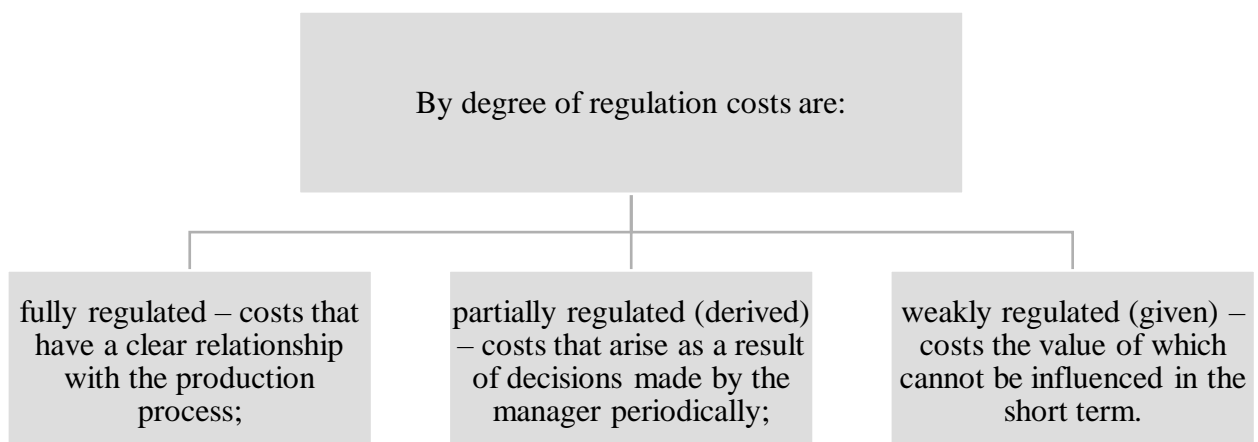 By degree of regulation costs are:
fully regulated – costs that
have a clear relationship
with the production
process;
partially regulated (derived)
– costs that arise as a result
of decisions made by the
manager periodically;
weakly regulated (given) –
costs the value of which
cannot be influenced in the
short term.